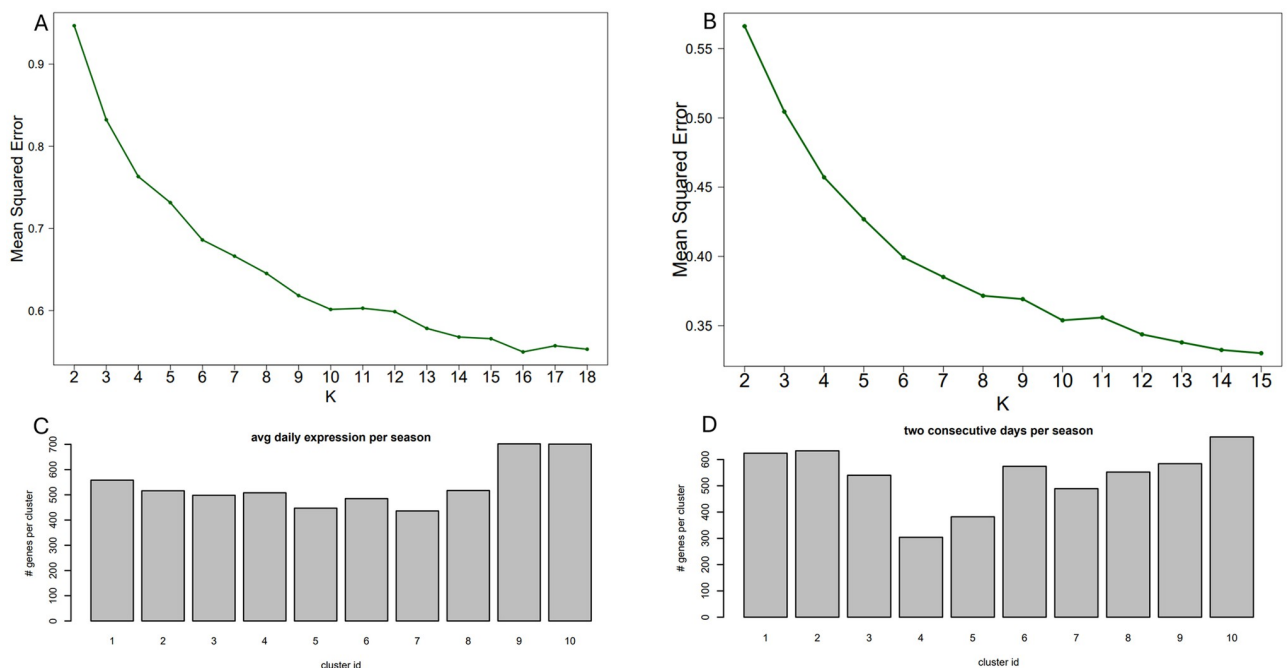 A
Mean Squared Error
0.9
0.8
0.7
0.6
2 3 4 5 6 7 8 9 10 11 12 13 14 15 16 17 18
K
B
Mean Squared Error
0.55
0.50
0.45
0.40
0.35
2 3 4 5 6 7 8 9 10 11 12 13 14 15
K
C
avg daily expression per season
# genes per cluster
700
600
500
400
300
200
100
0
1 2 3 4 5 6 7 8 9 10
cluster id
D
two consecutive days per season
# genes per cluster
600
500
400
300
200
100
0
1 2 3 4 5 6 7 8 9 10
cluster id